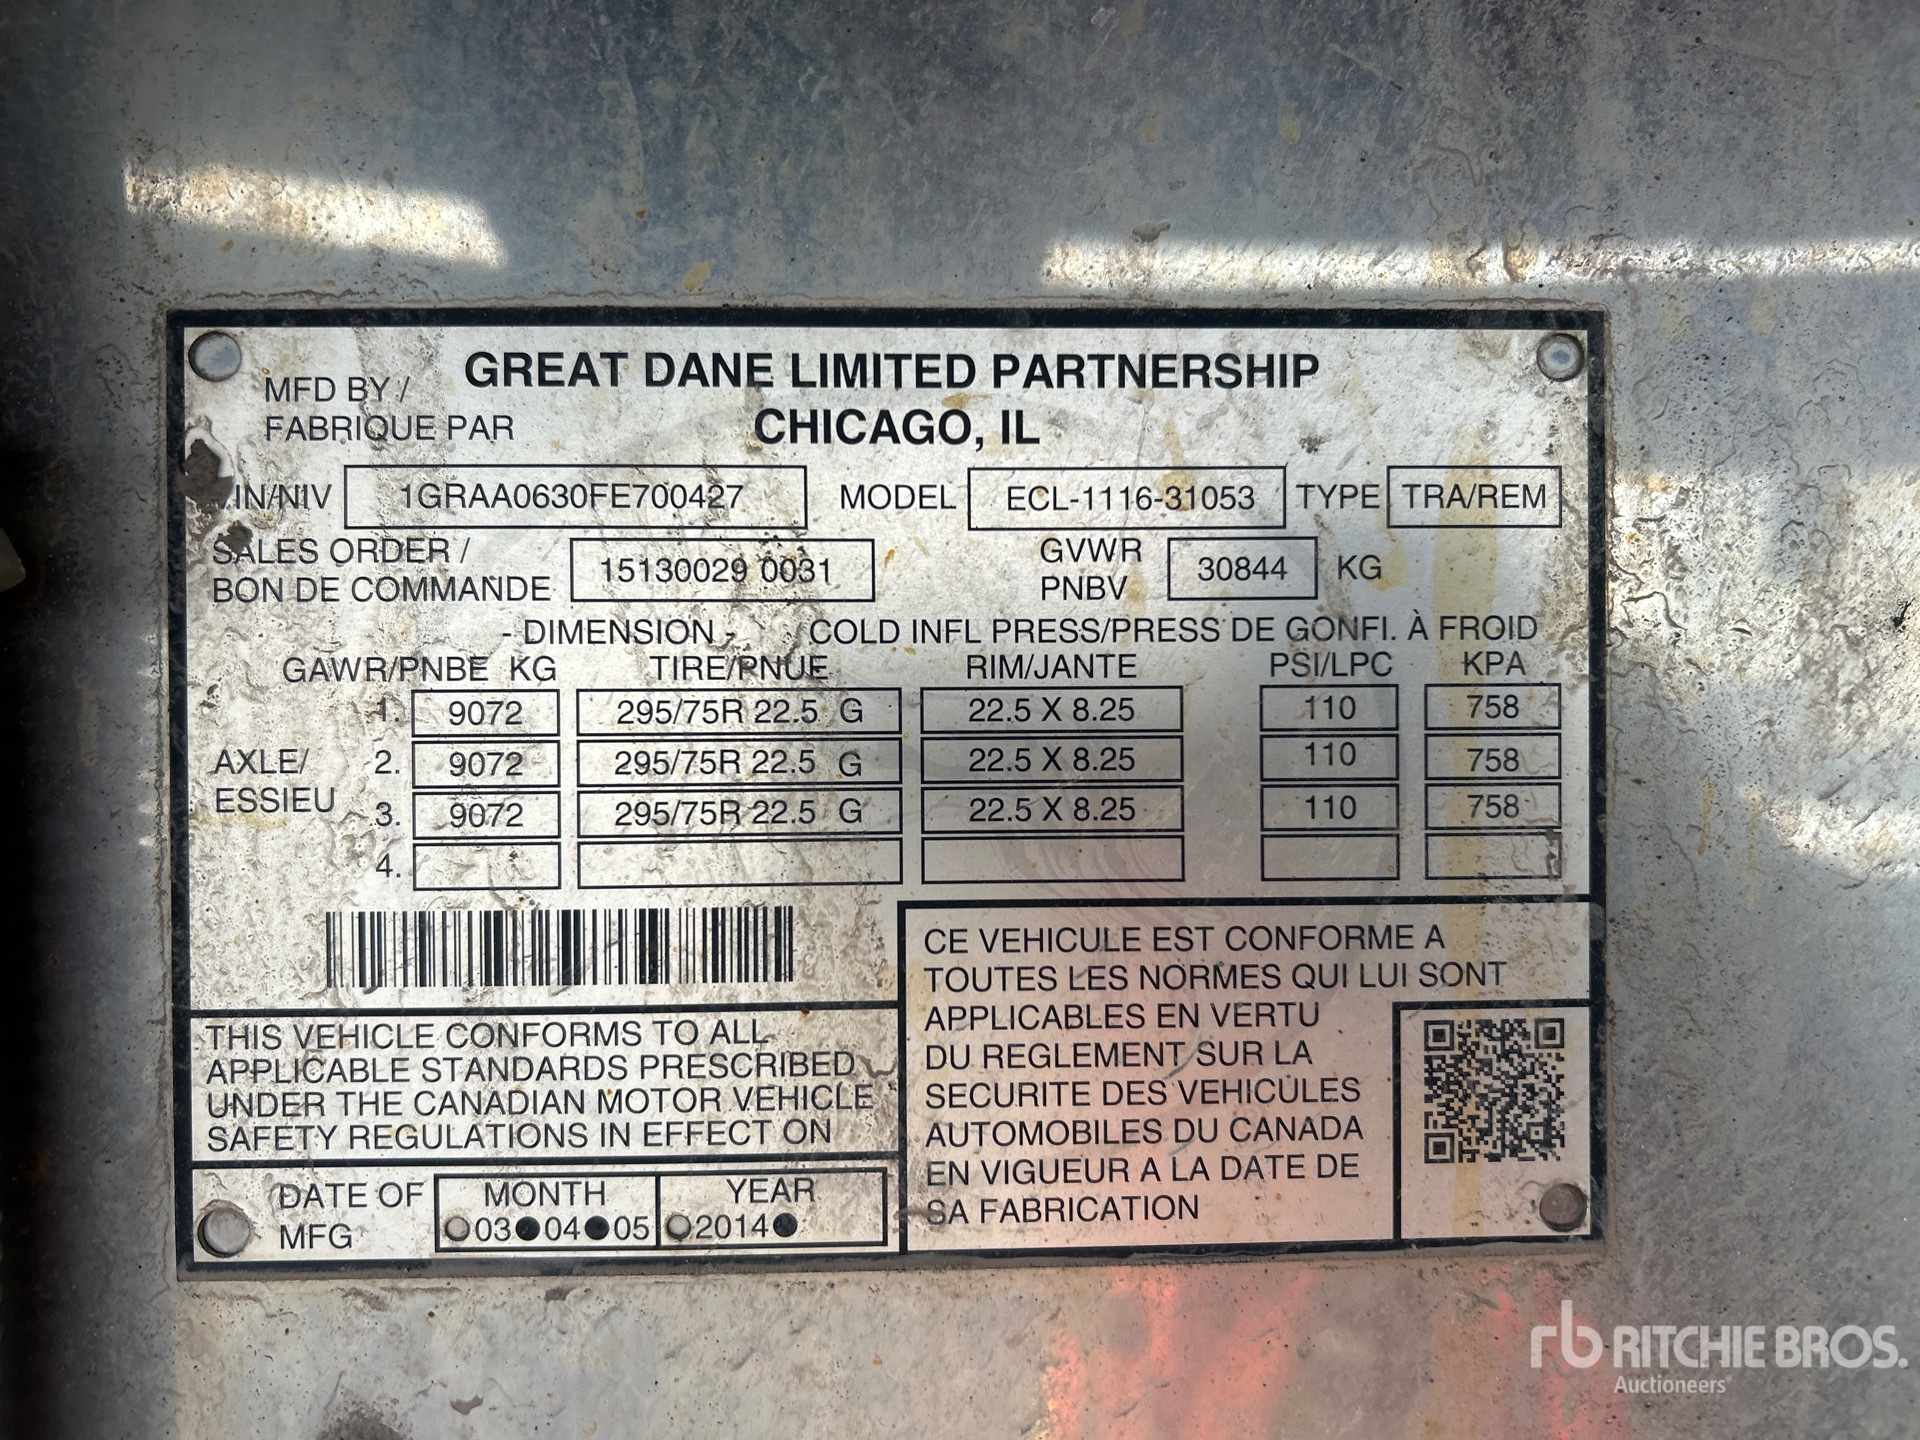 MFD BY / GREAT DANE LIMITED PARTNERSHIP
FABRIQUE PAR CHICAGO, IL
VIN/NIV 1GRAA0630FE700427 MODEL ECL-1116-31053 TYPE TRA/REM
SALES ORDER / 15130029 0031 GVWR 30844 KG
BON DE COMMANDE PNBV
- DIMENSION - COLD INFL PRESS/PRESS DE GONFI. À FROID
GAWR/PNBE KG TIRE/PNUE RIM/JANTE PSI/LPC KPA
1. 9072 295/75R 22.5 G 22.5 X 8.25 110 758
AXLE/ 2. 9072 295/75R 22.5 G 22.5 X 8.25 110 758
ESSIEU 3. 9072 295/75R 22.5 G 22.5 X 8.25 110 758
4.
THIS VEHICLE CONFORMS TO ALL
APPLICABLE STANDARDS PRESCRIBED
UNDER THE CANADIAN MOTOR VEHICLE
SAFETY REGULATIONS IN EFFECT ON
DATE OF MONTH YEAR
MFG 03 04 05 2014
CE VEHICULE EST CONFORME A
TOUTES LES NORMES QUI LUI SONT
APPLICABLES EN VERTU
DU REGLEMENT SUR LA
SECURITE DES VEHICULES
AUTOMOBILES DU CANADA
EN VIGUEUR A LA DATE DE
SA FABRICATION
rb RITCHIE BROS.
Auctioneers